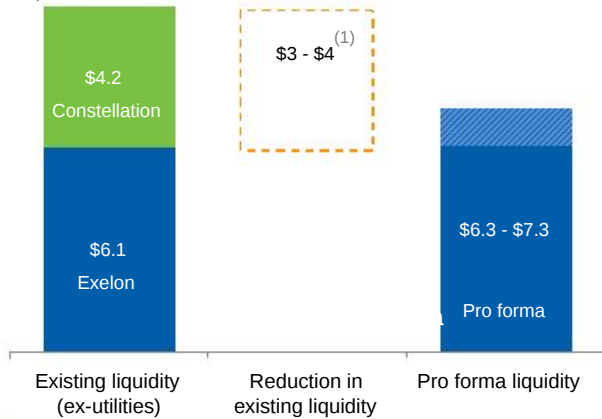 $4.2
Constellation
$6.1
Exelon
$3 - $4 (1)
$6.3 - $7.3
Pro forma
Existing liquidity
(ex-utilities)
Reduction in
existing liquidity
Pro forma liquidity